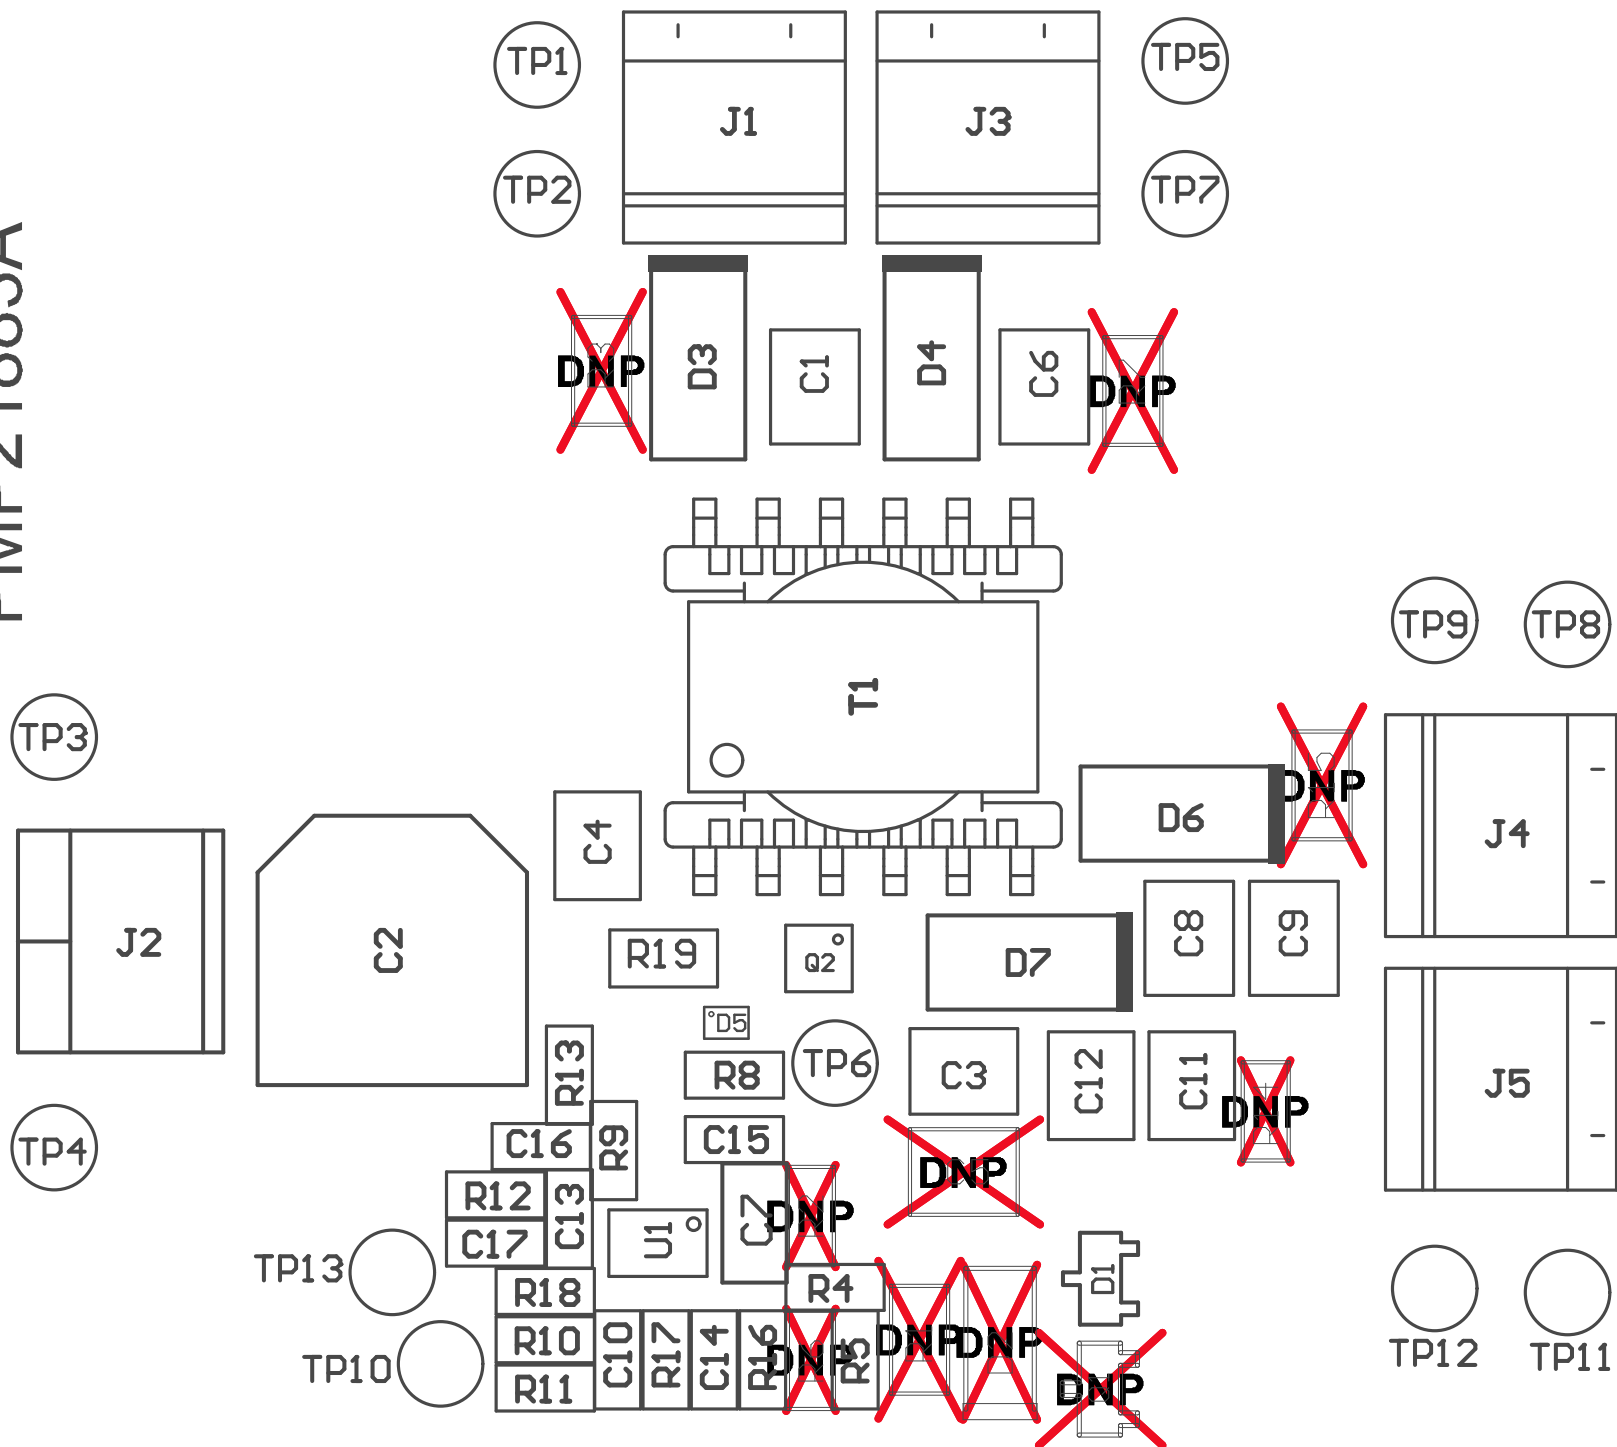 TP1
J1
J3
TP5
TP2
TP7
DNP
D3
C1
D4
C6
DNP
T1
TP9
TP8
TP3
DNP
D6
J4
C4
J2
C2
R19
Q2
D7
C8
C9
D5
R13
R8
TP6
C3
C12
C11
DNP
J5
C16
R9
C15
TP4
DNP
R12
C13
C17
U1
C7
DNP
TP13
R18
R4
D1
R10
C10
R17
C14
R16
DNP
R5
DNP
DNP
TP12
TP11
TP10
R11
DNP